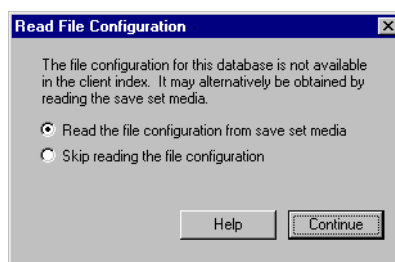 Read File Configuration
The file configuration for this database is not available
in the client index. It may alternatively be obtained by
reading the save set media.
Read the file configuration from save set media
Skip reading the file configuration
Help
Continue